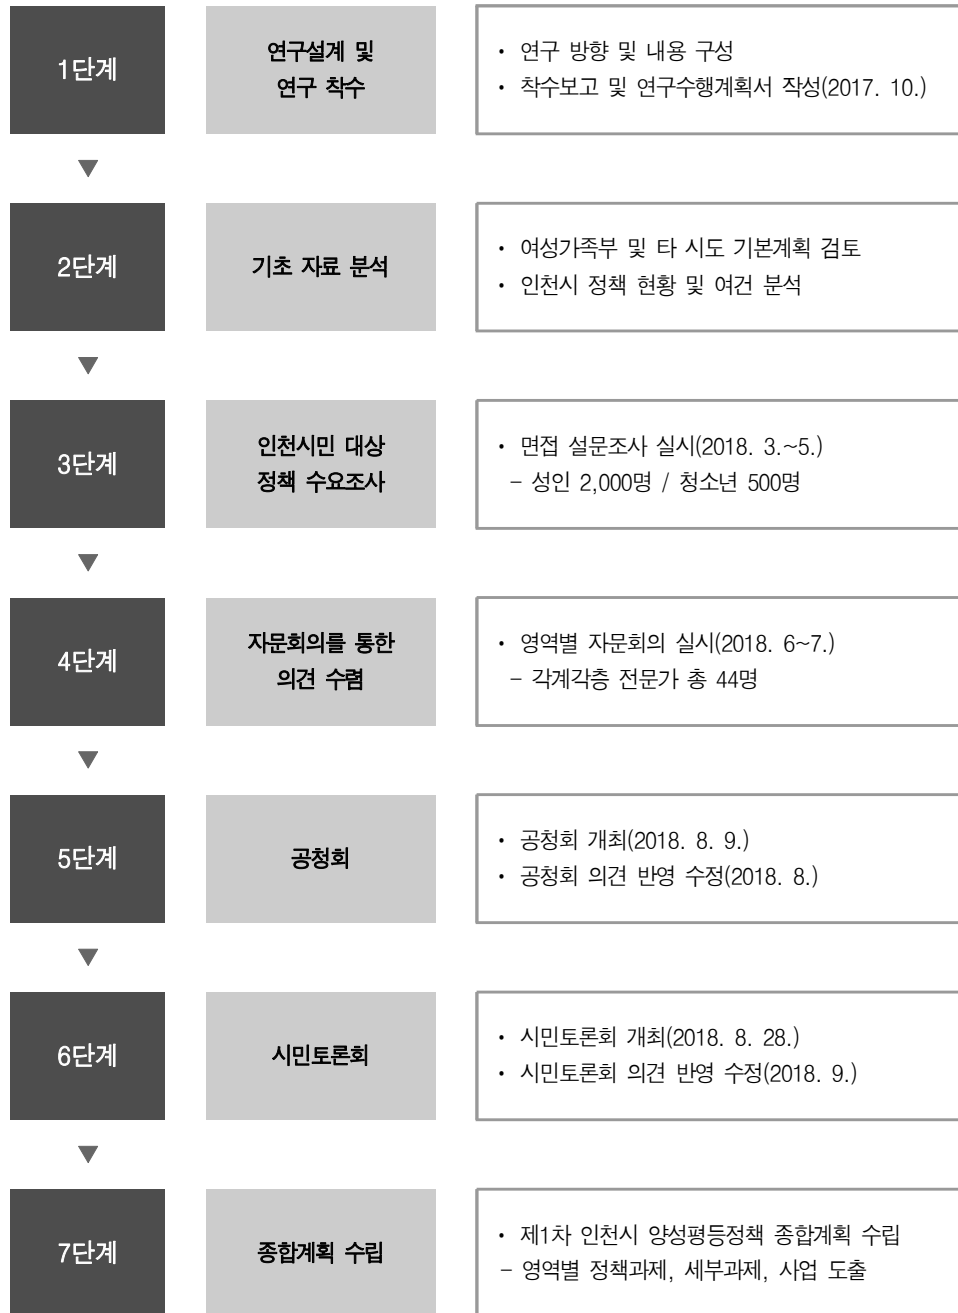 1단계
연구설계 및
연구 착수
• 연구 방향 및 내용 구성
• 착수보고 및 연구수행계획서 작성(2017. 10.)
▼
2단계
기초 자료 분석
• 여성가족부 및 타 시도 기본계획 검토
• 인천시 정책 현황 및 여건 분석
▼
3단계
인천시민 대상
정책 수요조사
• 면접 설문조사 실시(2018. 3.~5.)
- 성인 2,000명 / 청소년 500명
▼
4단계
자문회의를 통한
의견 수렴
• 영역별 자문회의 실시(2018. 6~7.)
- 각계각층 전문가 총 44명
▼
5단계
공청회
• 공청회 개최(2018. 8. 9.)
• 공청회 의견 반영 수정(2018. 8.)
▼
6단계
시민토론회
• 시민토론회 개최(2018. 8. 28.)
• 시민토론회 의견 반영 수정(2018. 9.)
▼
7단계
종합계획 수립
• 제1차 인천시 양성평등정책 종합계획 수립
- 영역별 정책과제, 세부과제, 사업 도출